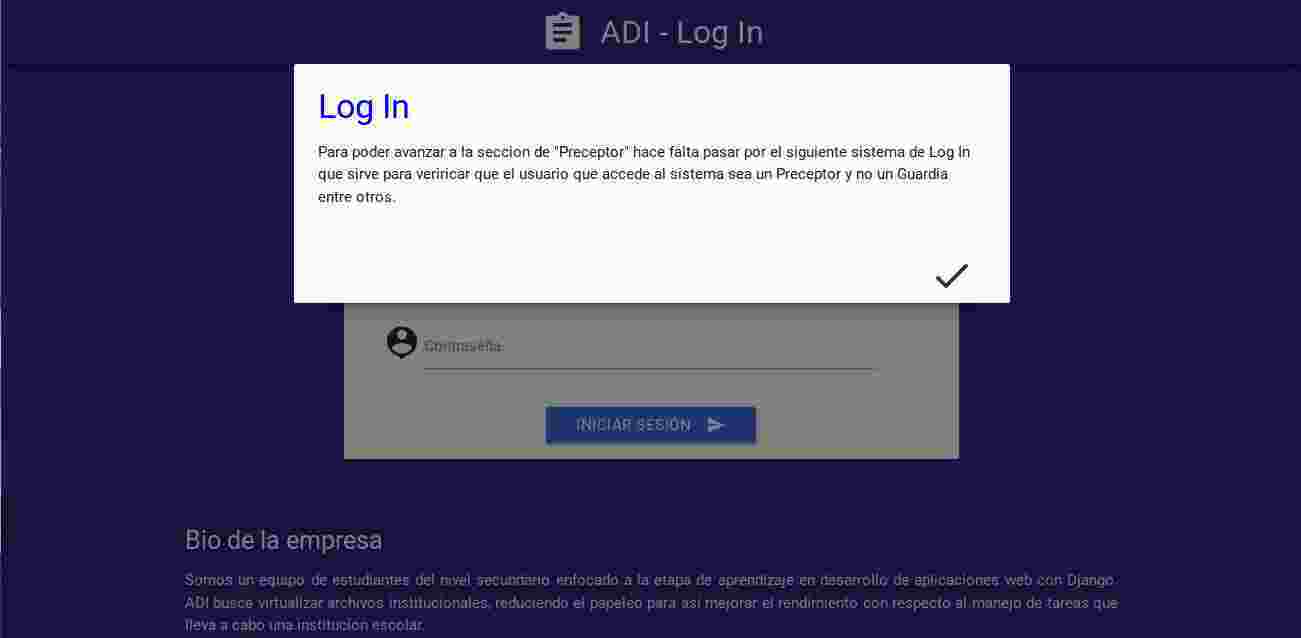 ADI - Log In
Log In
Para poder avanzar a la seccion de "Preceptor" hace falta pasar por el siguiente sistema de Log In
que sirve para veriricar que el usuario que accede al sistema sea un Preceptor y no un Guardia
entre otros.
Contraseña
INICIAR SESIÓN
Bio de la empresa
Somos un equipo de estudiantes del nivel secundario enfocado a la etapa de aprendizaje en desarrollo de aplicaciones web con Django.
ADI busca virtualizar archivos institucionales, reduciendo el papeleo para asi mejorar el rendimiento con respecto al manejo de tareas que
lleva a cabo una institucion escolar.